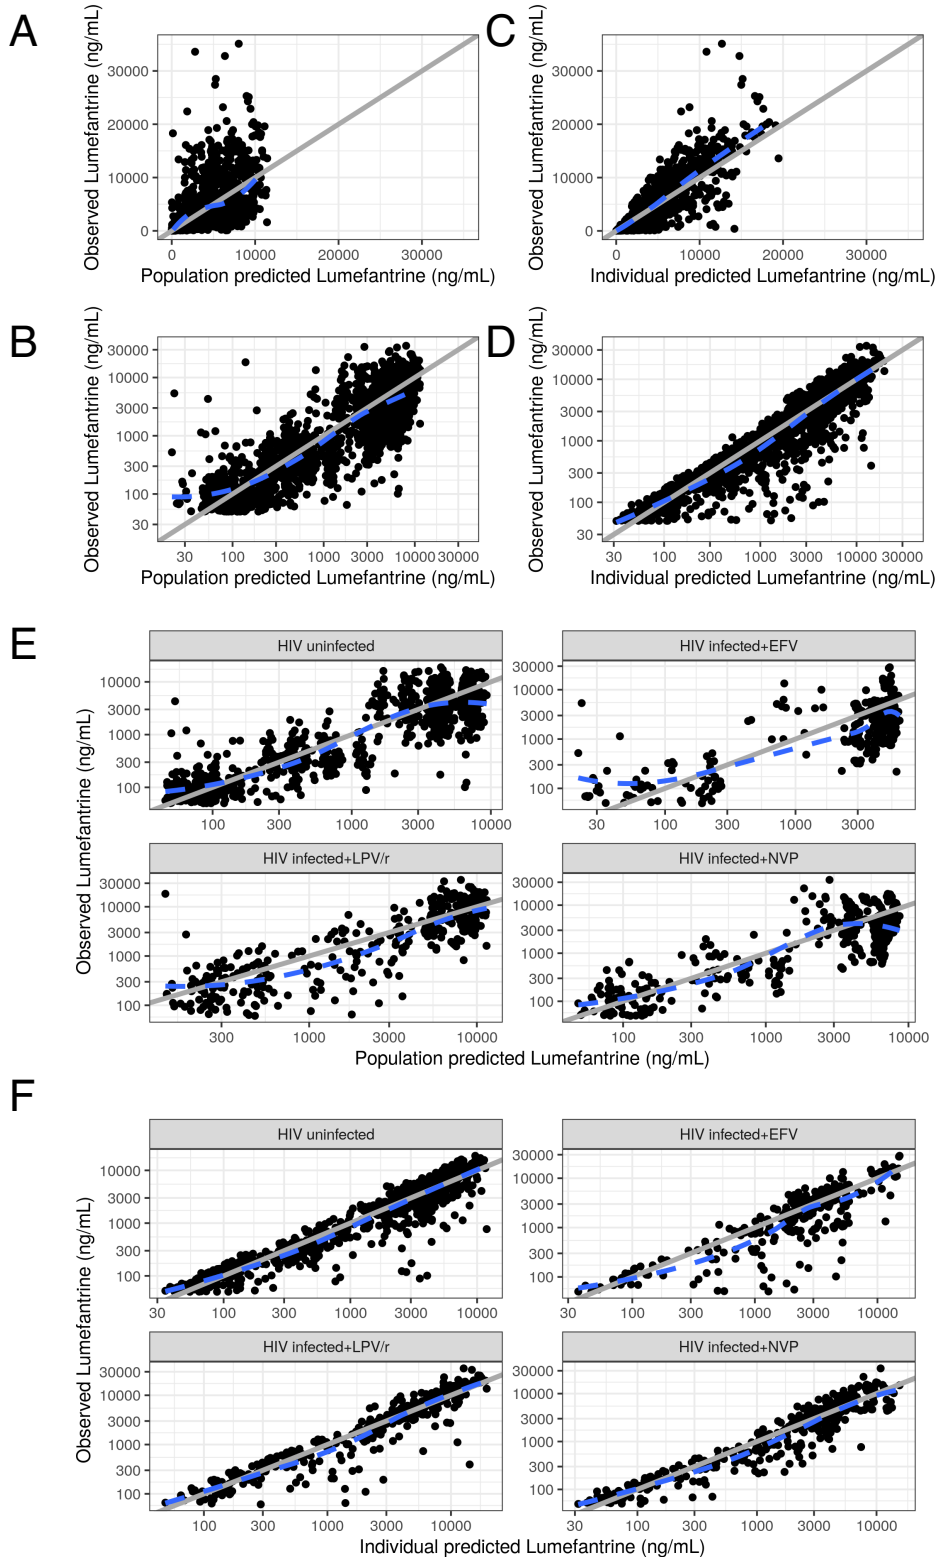 A
Observed Lumefantrine (ng/mL)
30000
20000
10000
0
0 10000 20000 30000
Population predicted Lumefantrine (ng/mL)
C
Observed Lumefantrine (ng/mL)
30000
20000
10000
0
0 10000 20000 30000
Individual predicted Lumefantrine (ng/mL)
B
Observed Lumefantrine (ng/mL)
30000
10000
3000
1000
300
100
30
30 100 300 1000 3000 10000 30000
Population predicted Lumefantrine (ng/mL)
D
Observed Lumefantrine (ng/mL)
30000
10000
3000
1000
300
100
30
30 100 300 1000 3000 10000 30000
Individual predicted Lumefantrine (ng/mL)
E
Observed Lumefantrine (ng/mL)
HIV uninfected
10000
3000
1000
300
100
100 300 1000 3000 10000
HIV infected+EFV
30000
10000
3000
1000
300
100
30 100 300 1000 3000
HIV infected+LPV/r
30000
10000
3000
1000
300
100
300 1000 3000 10000
HIV infected+NVP
30000
10000
3000
1000
300
100
100 300 1000 3000 10000
Population predicted Lumefantrine (ng/mL)
F
Observed Lumefantrine (ng/mL)
HIV uninfected
10000
3000
1000
300
100
30 100 300 1000 3000 10000
HIV infected+EFV
30000
10000
3000
1000
300
100
30 100 300 1000 3000 10000
HIV infected+LPV/r
30000
10000
3000
1000
300
100
100 300 1000 3000 10000
HIV infected+NVP
30000
10000
3000
1000
300
100
30 100 300 1000 3000 10000
Individual predicted Lumefantrine (ng/mL)